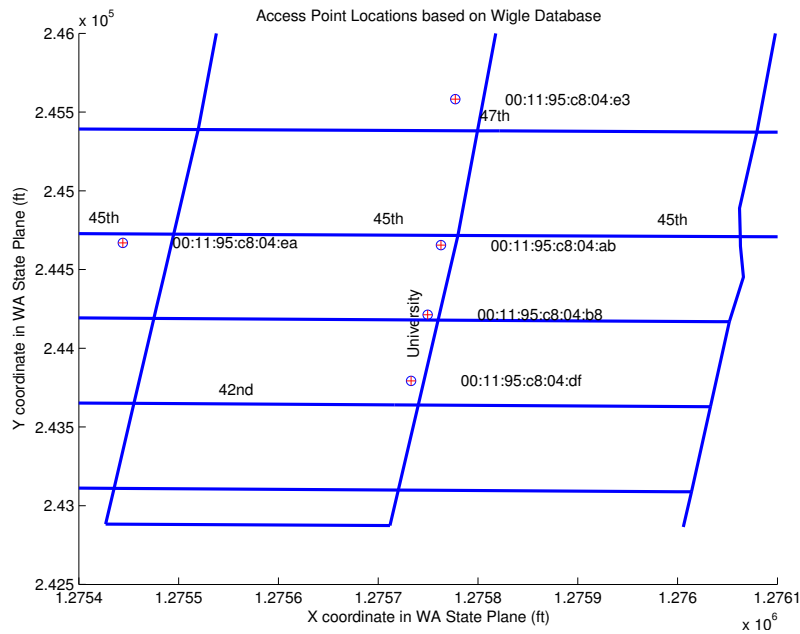 Access Point Locations based on Wigle Database
x 10^5
2.46
2.455
2.45
2.445
2.44
2.435
2.43
2.425
Y coordinate in WA State Plane (ft)
00:11:95:c8:04:e3
47th
45th
45th
45th
00:11:95:c8:04:ea
00:11:95:c8:04:ab
University
00:11:95:c8:04:b8
00:11:95:c8:04:df
42nd
1.2754
1.2755
1.2756
1.2757
1.2758
1.2759
1.276
1.2761
X coordinate in WA State Plane (ft)
x 10^6